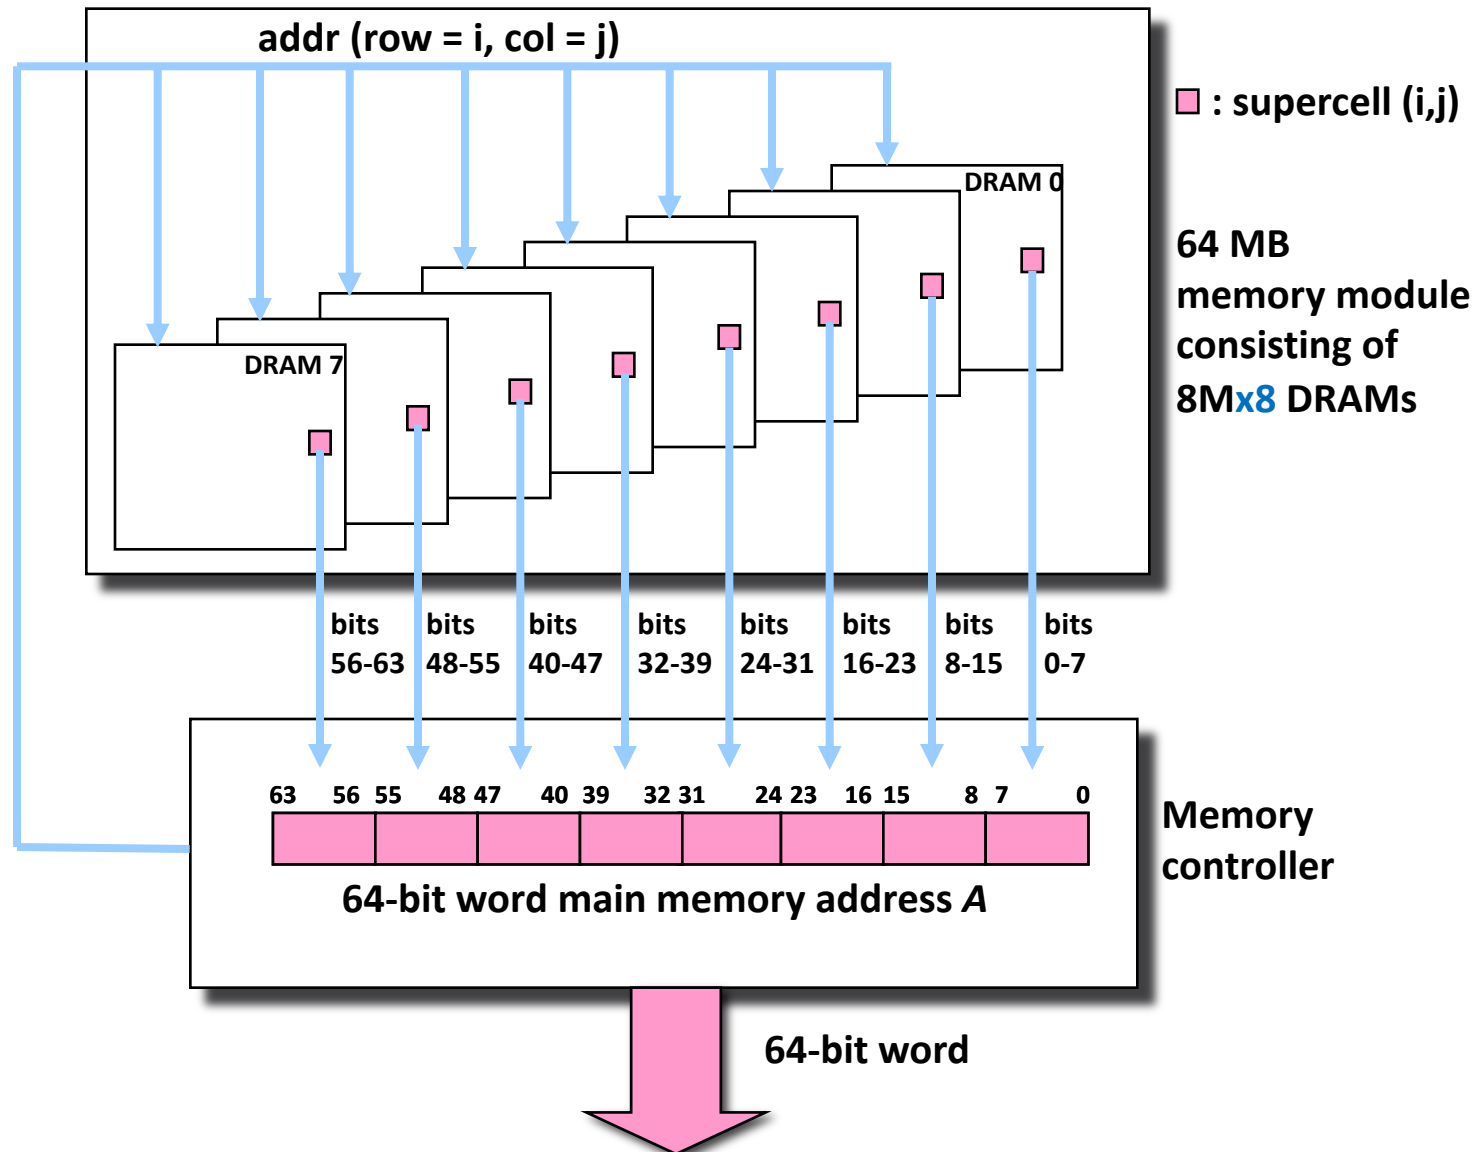 addr (row = i, col = j)
: supercell (i,j)
DRAM 0
64 MB
memory module
consisting of
8Mx8 DRAMs
DRAM 7
bits
56-63
bits
48-55
bits
40-47
bits
32-39
bits
24-31
bits
16-23
bits
8-15
bits
0-7
63 56 55 48 47 40 39 32 31 24 23 16 15 8 7 0
Memory
controller
64-bit word main memory address A
64-bit word